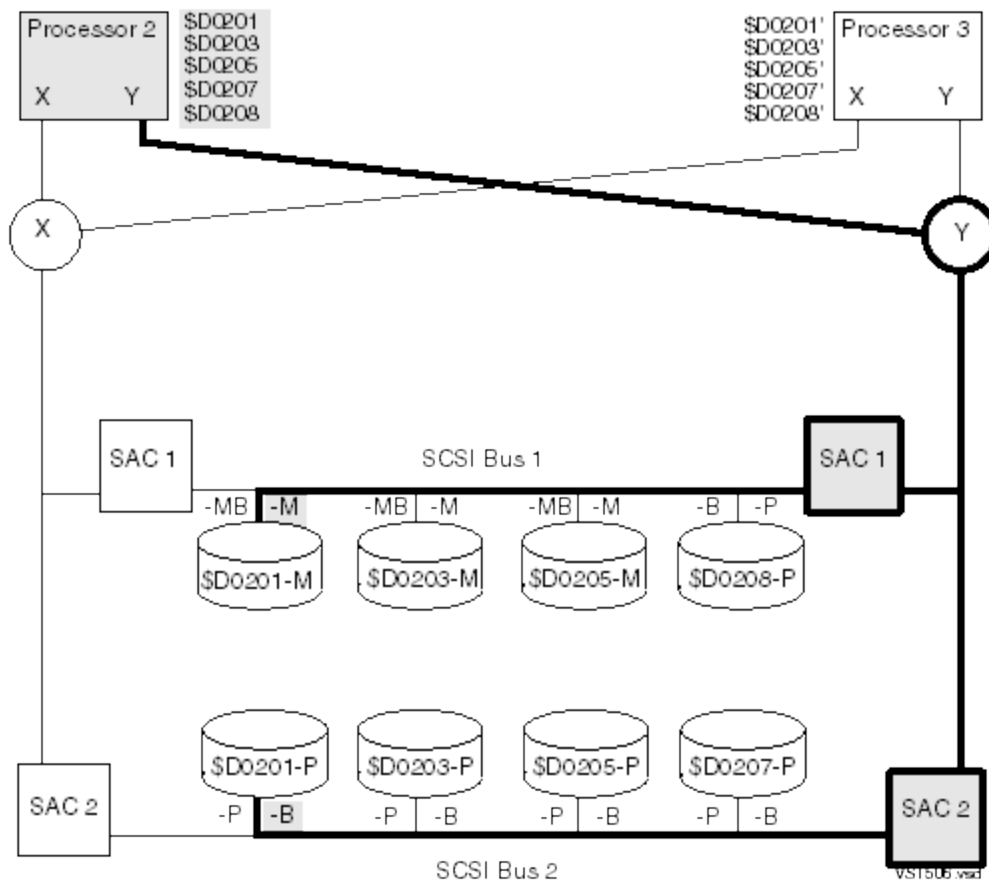 Processor 2
X Y
$D0201
$D0203
$D0205
$D0207
$D0208
$D0201'
$D0203'
$D0205'
$D0207'
$D0208'
Processor 3
X Y
X
Y
SAC 1
SCSI Bus 1
SAC 1
-MB -M -MB -M -MB -M -B -P
$D0201-M $D0203-M $D0205-M $D0208-P
$D0201-P $D0203-P $D0205-P $D0207-P
SAC 2
-P -B -P -B -P -B -P -B
SAC 2
SCSI Bus 2
VST506.vsd